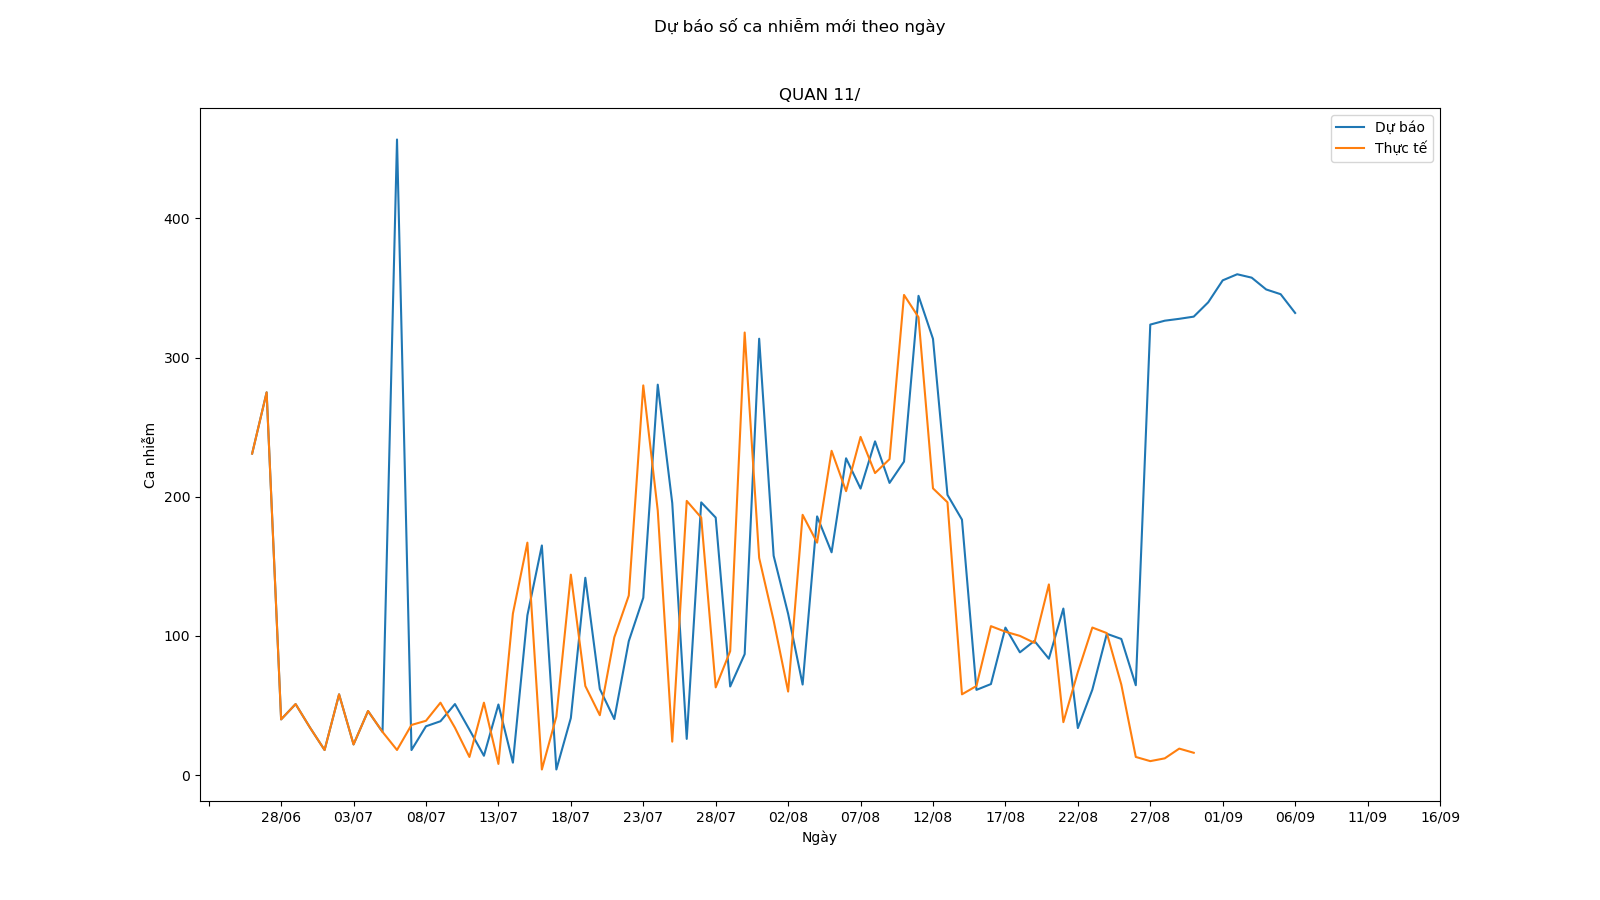 Dự báo số ca nhiễm mới theo ngày
QUAN 11/
Dự báo
Thực tế
Ca nhiễm
400
300
200
100
0
28/06 03/07 08/07 13/07 18/07 23/07 28/07 02/08 07/08 12/08 17/08 22/08 27/08 01/09 06/09 11/09 16/09
Ngày